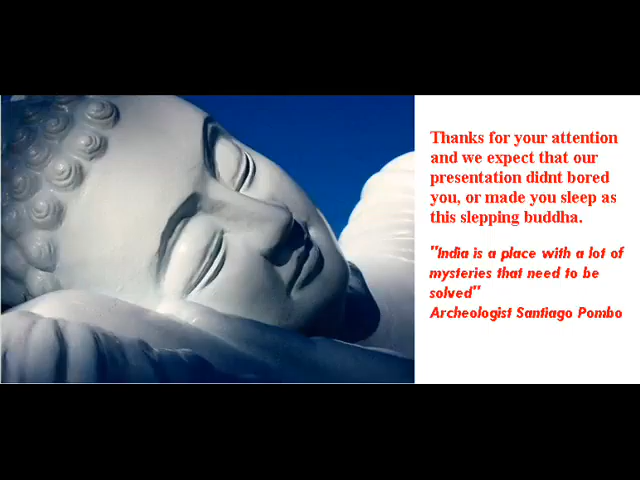 Thanks for your attention
and we expect that our
presentation didnt bored
you, or made you sleep as
this slepping buddha.
"India is a place with a lot of
mysteries that need to be
solved"
Archeologist Santiago Pombo